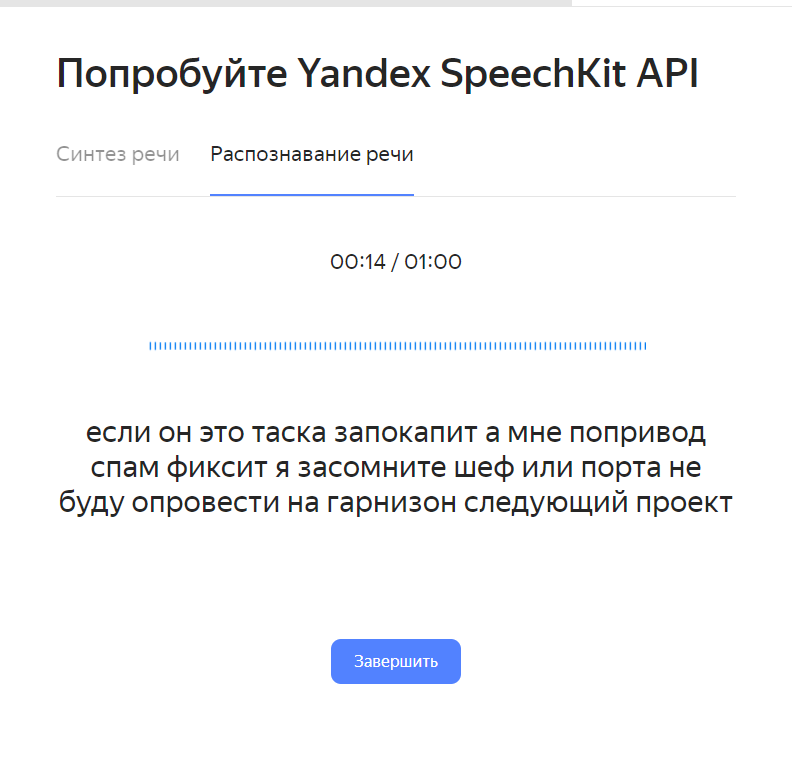 Попробуйте Yandex SpeechKit API
Синтез речи Распознавание речи
00:14 / 01:00
если он это таска запокапит а мне попривод
спам фиксит я засомните шеф или порта не
буду опровести на гарнизон следующий проект
Завершить